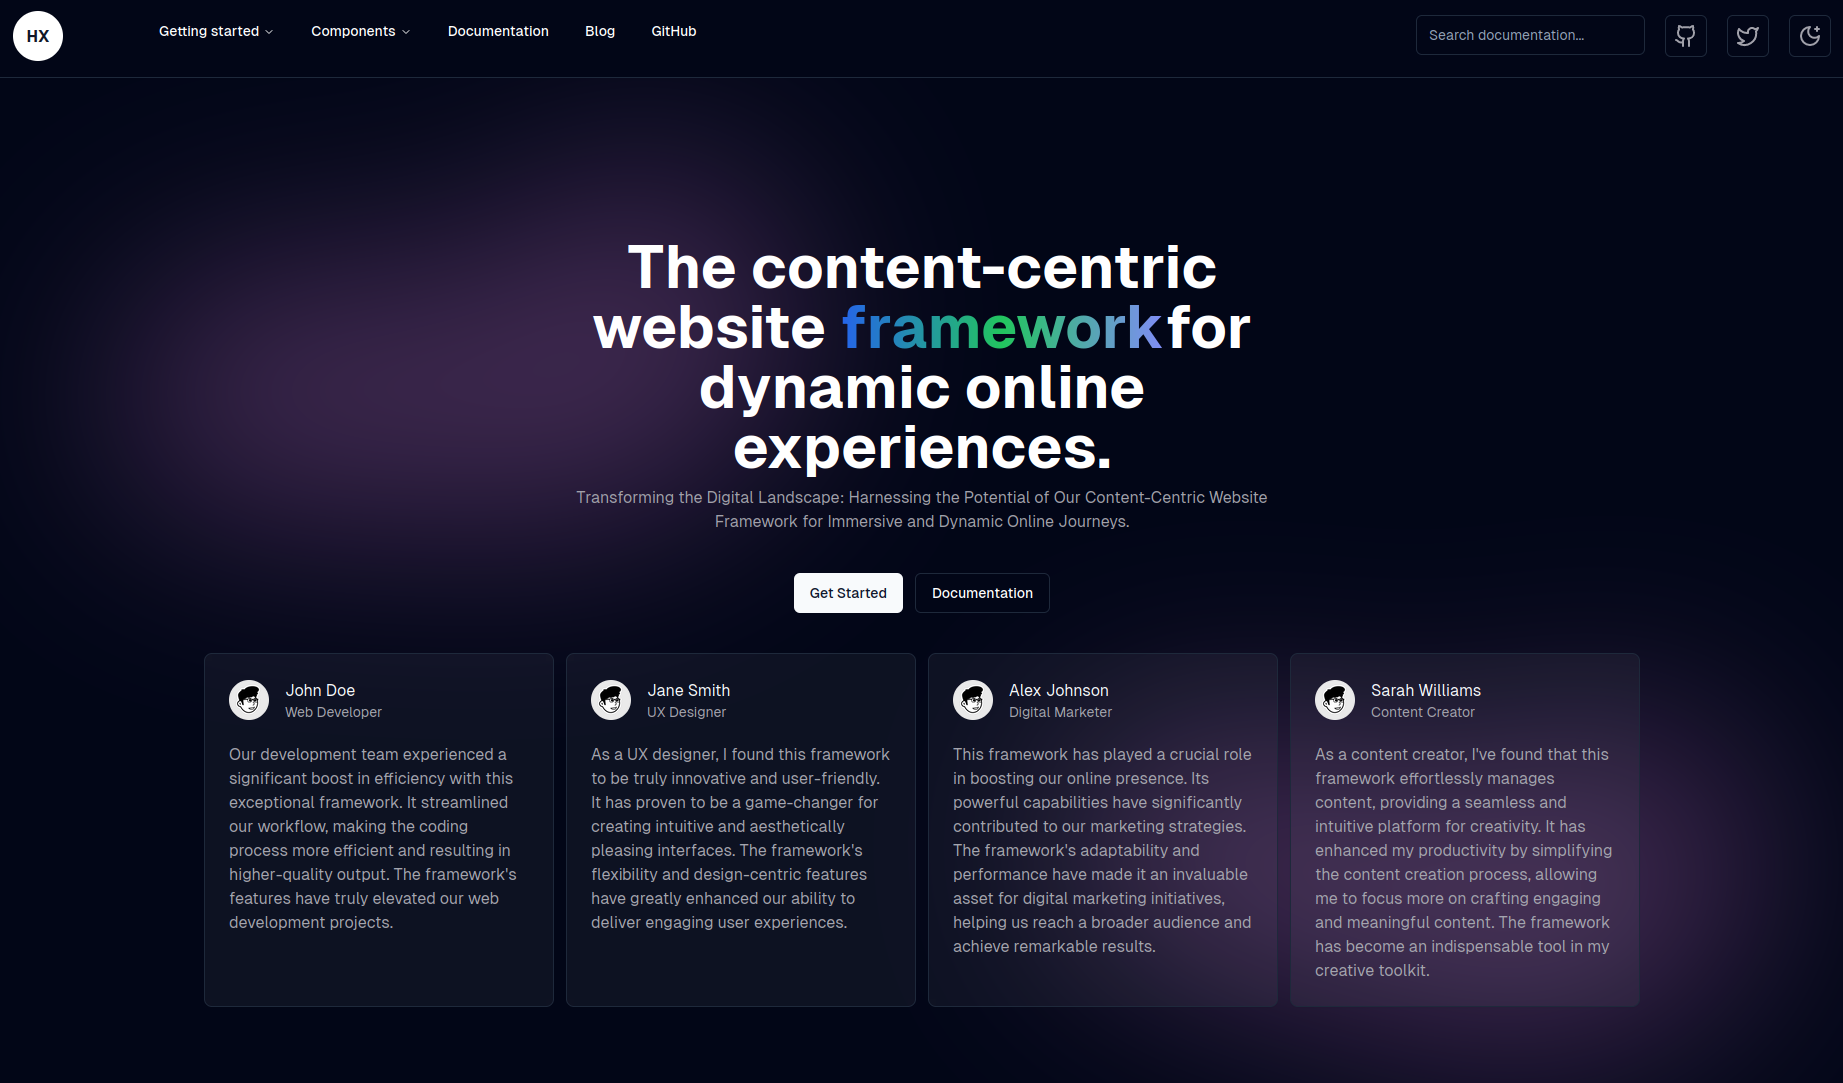 HX
Getting started
Components
Documentation
Blog
GitHub
Search documentation...
The content-centric
website framework for
dynamic online
experiences.
Transforming the Digital Landscape: Harnessing the Potential of Our Content-Centric Website
Framework for Immersive and Dynamic Online Journeys.
Get Started
Documentation
John Doe
Web Developer
Our development team experienced a
significant boost in efficiency with this
exceptional framework. It streamlined
our workflow, making the coding
process more efficient and resulting in
higher-quality output. The framework's
features have truly elevated our web
development projects.
Jane Smith
UX Designer
As a UX designer, I found this framework
to be truly innovative and user-friendly.
It has proven to be a game-changer for
creating intuitive and aesthetically
pleasing interfaces. The framework's
flexibility and design-centric features
have greatly enhanced our ability to
deliver engaging user experiences.
Alex Johnson
Digital Marketer
This framework has played a crucial role
in boosting our online presence. Its
powerful capabilities have significantly
contributed to our marketing strategies.
The framework's adaptability and
performance have made it an invaluable
asset for digital marketing initiatives,
helping us reach a broader audience and
achieve remarkable results.
Sarah Williams
Content Creator
As a content creator, I've found that this
framework effortlessly manages
content, providing a seamless and
intuitive platform for creativity. It has
enhanced my productivity by simplifying
the content creation process, allowing
me to focus more on crafting engaging
and meaningful content. The framework
has become an indispensable tool in my
creative toolkit.